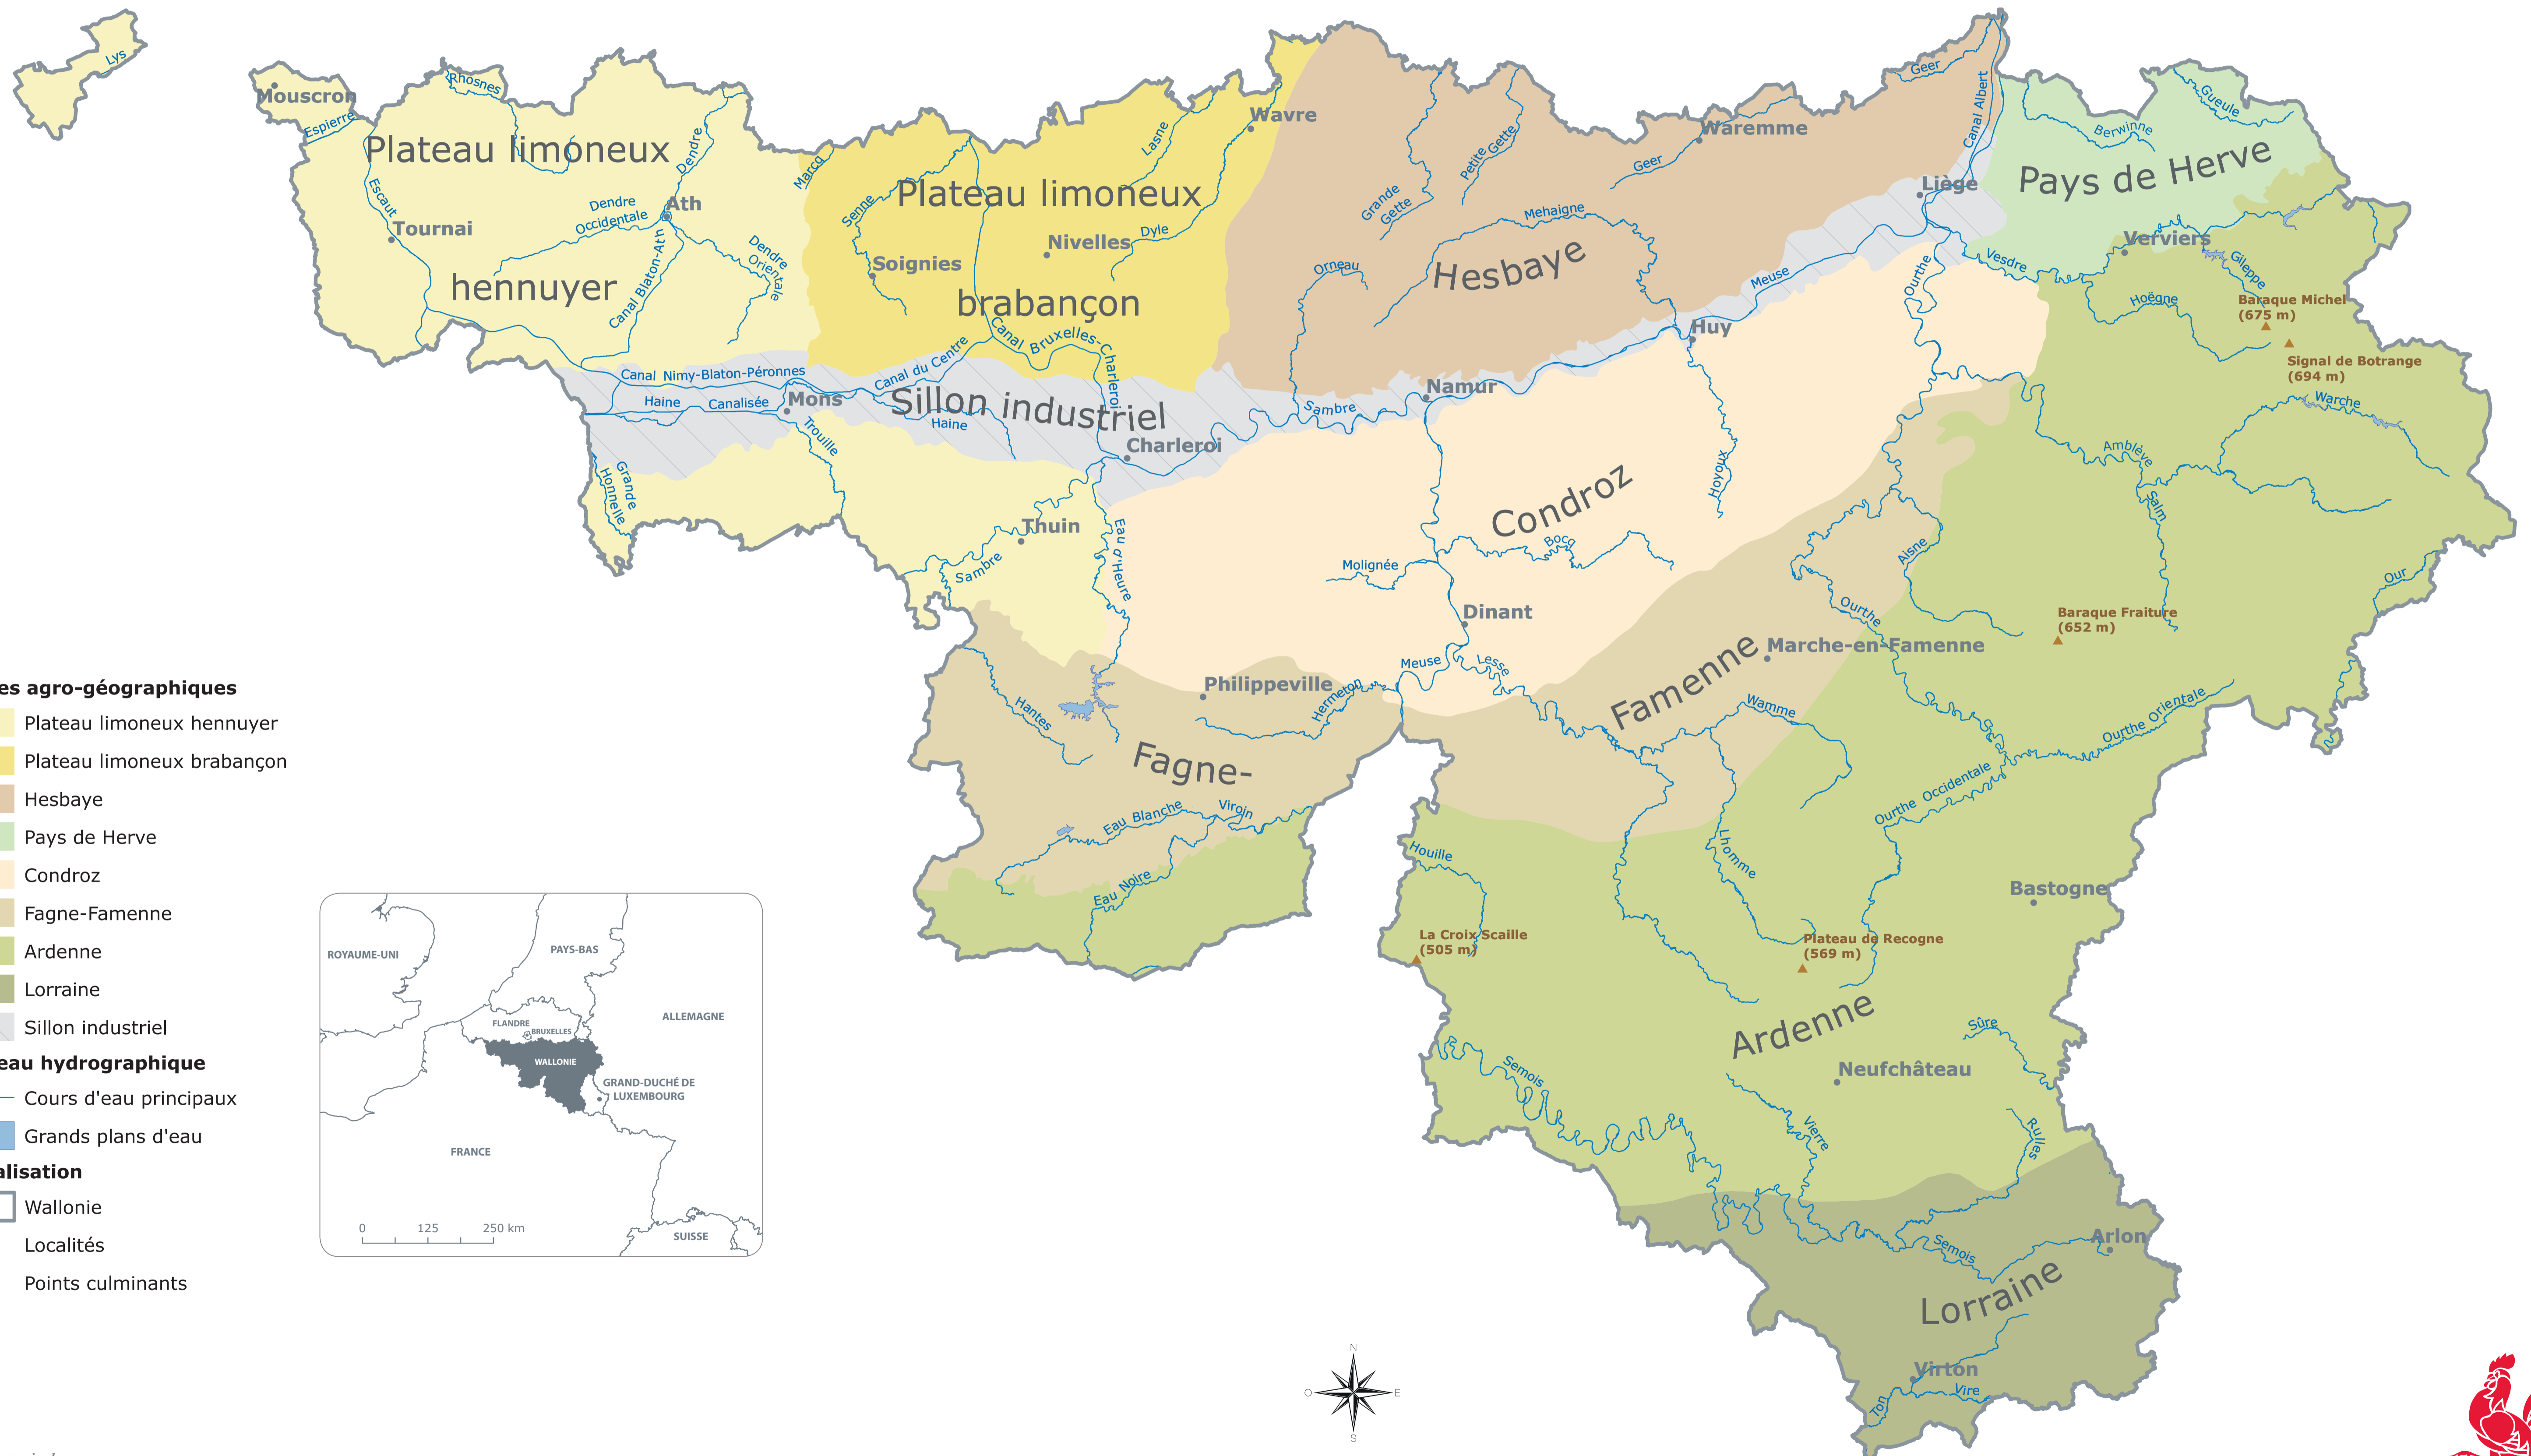 Lys
Mouscron
Espierre
Rhosnes
Plateau limoneux
hennuyer
Escaut
Tournai
Dendre
Ath
Dendre
Occidentale
Canal Blaton-Ath
Dendre
Orientale
Marcq
Senne
Soignies
Plateau limoneux
brabançon
Nivelles
Lasne
Dyle
Wavre
Canal Bruxelles-Charleroi
Canal du Centre
Canal Nimy-Blaton-Péronnes
Haine Canalisée
Mons
Trouille
Sillon industriel
Haine
Charleroi
Grande
Honnelle
Thuin
Sambre
Eau d'Heure
Orneau
Sambre
Namur
Grande
Gette
Petite Gette
Hesbaye
Mehaigne
Geer
Waremme
Geer
Canal Albert
Liège
Meuse
Huy
Hoyoux
Ourthe
Pays de Herve
Berwinne
Gueule
Verviers
Vesdre
Gileppe
Hoëgne
Baraque Michel
(675 m)
Signal de Botrange
(694 m)
Warche
Amblève
Salm
Our
Baraque Fraiture
(652 m)
Condroz
Bocq
Molignée
Dinant
Meuse
Lesse
Aisne
Ourthe
Marche-en-Famenne
Philippeville
Hermeton
Hantes
Fagne-
Famenne
Wamme
Eau Blanche
Viroin
Eau Noire
Houille
Lhomme
Ourthe Occidentale
Ourthe Orientale
Bastogne
La Croix Scaille
(505 m)
Plateau de Recogne
(569 m)
Ardenne
Neufchâteau
Sûre
Semois
Vierre
Rulles
Semois
Arlon
Lorraine
Virton
Ton
Vire
es agro-géographiques
Plateau limoneux hennuyer
Plateau limoneux brabançon
Hesbaye
Pays de Herve
Condroz
Fagne-Famenne
Ardenne
Lorraine
Sillon industriel
eau hydrographique
Cours d'eau principaux
Grands plans d'eau
alisation
Wallonie
Localités
Points culminants
ROYAUME-UNI
PAYS-BAS
FLANDRE
BRUXELLES
ALLEMAGNE
WALLONIE
GRAND-DUCHÉ DE
LUXEMBOURG
FRANCE
SUISSE
0 125 250 km
N
O E
S